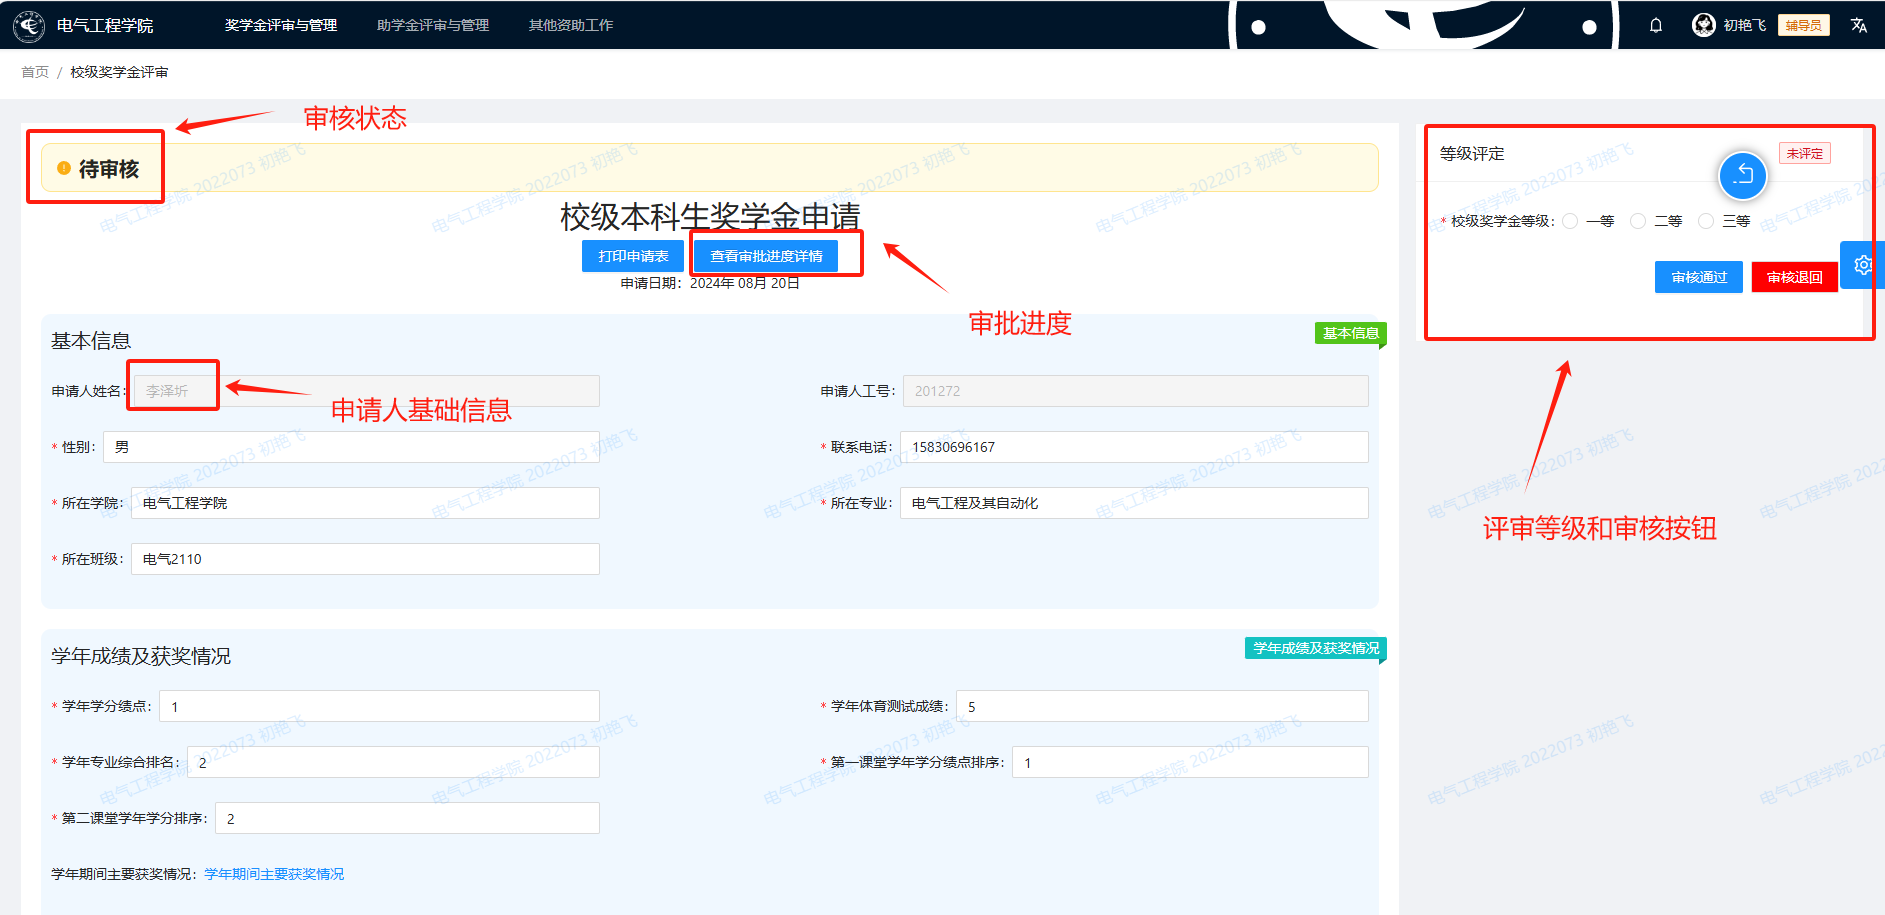 电气工程学院
奖学金评审与管理
助学金评审与管理
其他资助工作
初艳飞
辅导员
首页 / 校级奖学金评审
审核状态
待审核
校级本科生奖学金申请
打印申请表
查看审批进度详情
申请日期：2024年 08月 20日
审批进度
等级评定
未评定
* 校级奖学金等级： 一等 二等 三等
审核通过
审核退回
评审等级和审核按钮
基本信息
基本信息
申请人姓名： 李泽圻
申请人基础信息
申请人工号： 201272
* 性别： 男
* 联系电话： 15830696167
* 所在学院： 电气工程学院
* 所在专业： 电气工程及其自动化
* 所在班级： 电气2110
学年成绩及获奖情况
学年成绩及获奖情况
* 学年学分绩点： 1
* 学年体育测试成绩： 5
* 学年专业综合排名： 2
* 第一课堂学年学分绩点排序： 1
* 第二课堂学年学分排序： 2
学年期间主要获奖情况： 学年期间主要获奖情况
电气工程学院 2022073 初艳飞